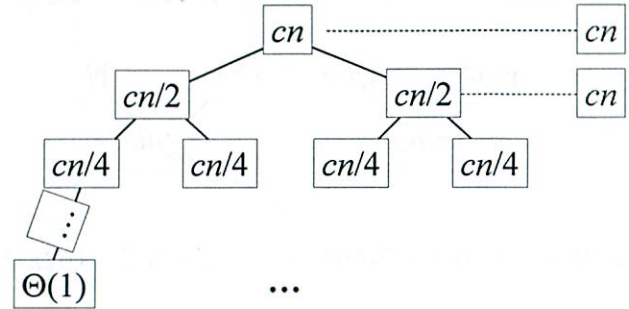 cn cn
cn/2 cn/2 cn
cn/4 cn/4 cn/4 cn/4
...
Θ(1) ...